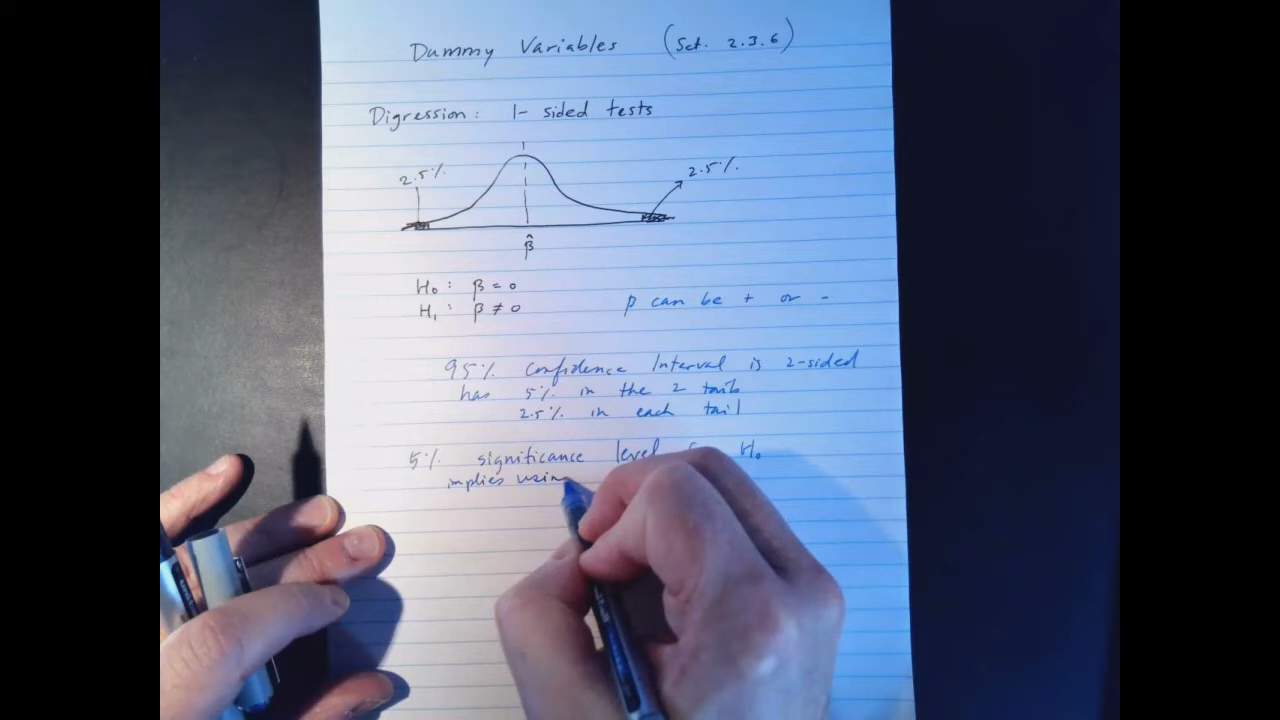 Dummy Variables (Sct. 2.3.6)
Digression: 1- sided tests
2.5%
2.5%
β̂
H₀: β = 0
H₁: β ≠ 0
β can be + or -
95% Confidence Interval is 2-sided
has 5% in the 2 tails
2.5% in each tail
5% significance level H₀
implies usin